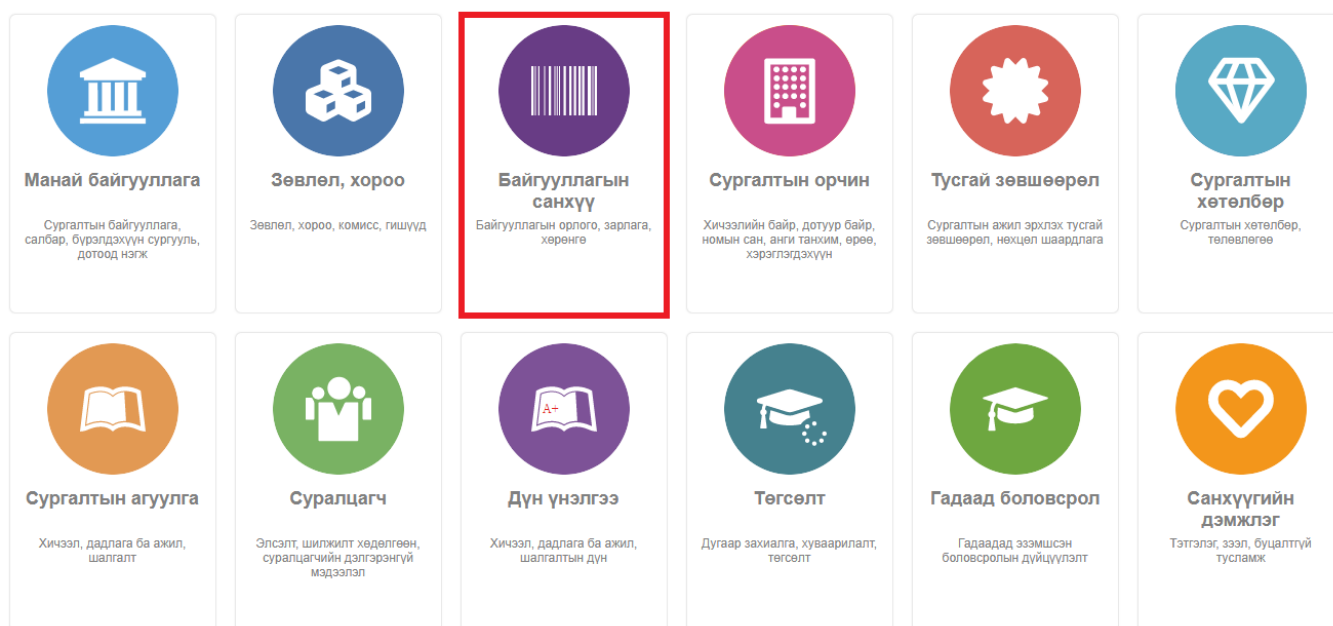 Манай байгууллага
Сургалтын байгууллага,
салбар, бүрэлдэхүүн сургууль,
дотоод нэгж
Зөвлөл, хороо
Зөвлөл, хороо, комисс, гишүүд
Байгууллагын
санхүү
Байгууллагын орлого, зарлага,
хөрөнгө
Сургалтын орчин
Хичээлийн байр, дотуур байр,
номын сан, анги танхим, өрөө,
хэрэглэгдэхүүн
Тусгай зөвшөөрөл
Сургалтын ажил эрхлэх тусгай
зөвшөөрөл, нөхцөл шаардлага
Сургалтын
хөтөлбөр
Сургалтын хөтөлбөр,
төлөвлөгөө
Сургалтын агуулга
Хичээл, дадлага ба ажил,
шалгалт
Суралцагч
Элсэлт, шилжилт хөдөлгөөн,
суралцагчийн дэлгэрэнгүй
мэдээлэл
A+
Дүн үнэлгээ
Хичээл, дадлага ба ажил,
шалгалтын дүн
Төгсөлт
Дугаар захиалга, хуваарилалт,
төгсөлт
Гадаад боловсрол
Гадаадад эзэмшсэн
боловсролын дүйцүүлэлт
Санхүүгийн
дэмжлэг
Тэтгэлэг, зээл, буцалтгүй
тусламж